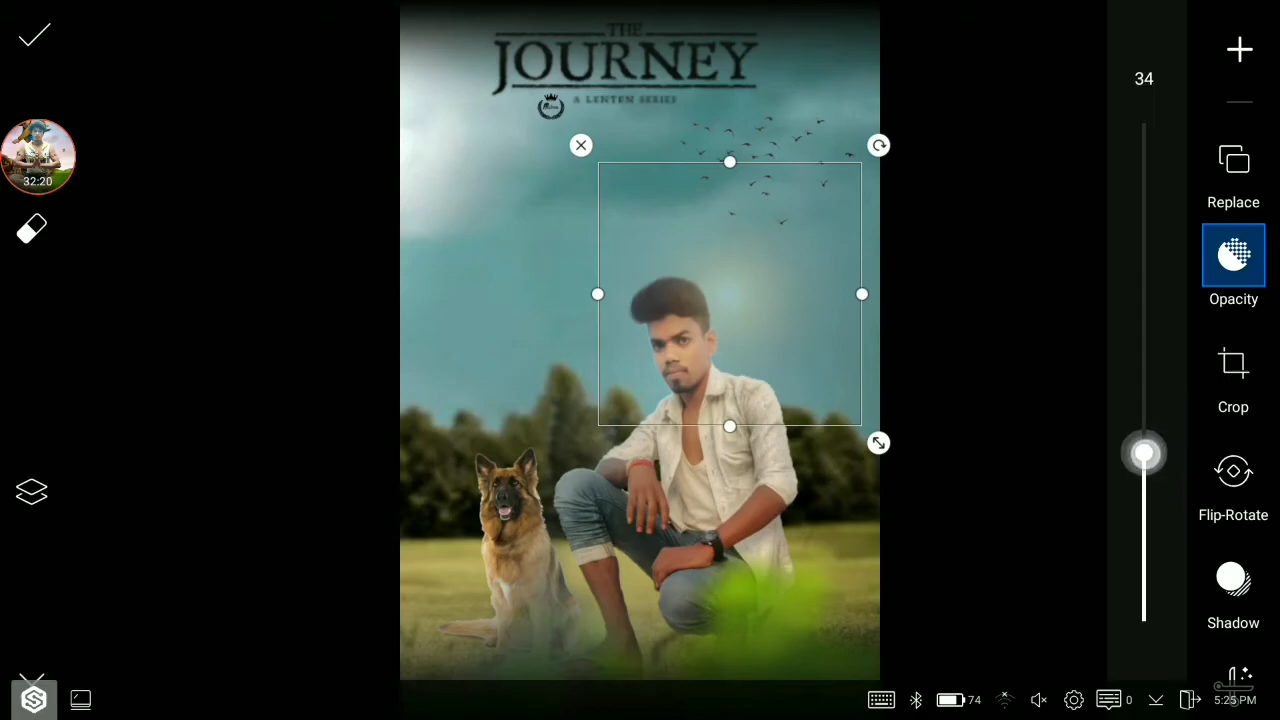 THE
JOURNEY
A LENTEN SERIES
34
32:20
Replace
Opacity
Crop
Flip-Rotate
Shadow
74
0
5:25 PM